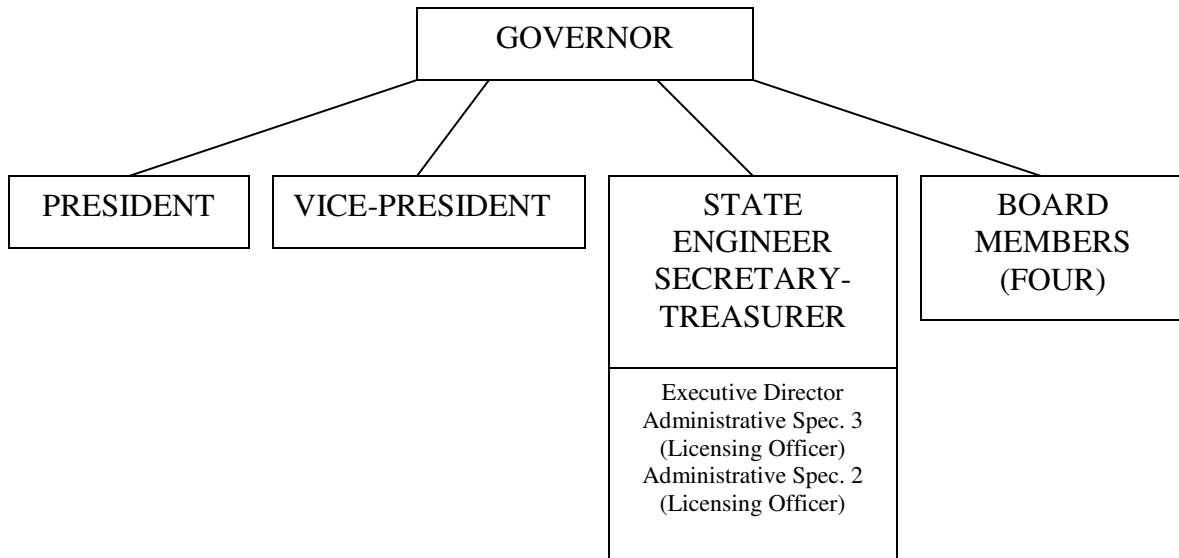 GOVERNOR
PRESIDENT
VICE-PRESIDENT
STATE
ENGINEER
SECRETARY-
TREASURER
BOARD
MEMBERS
(FOUR)
Executive Director
Administrative Spec. 3
(Licensing Officer)
Administrative Spec. 2
(Licensing Officer)